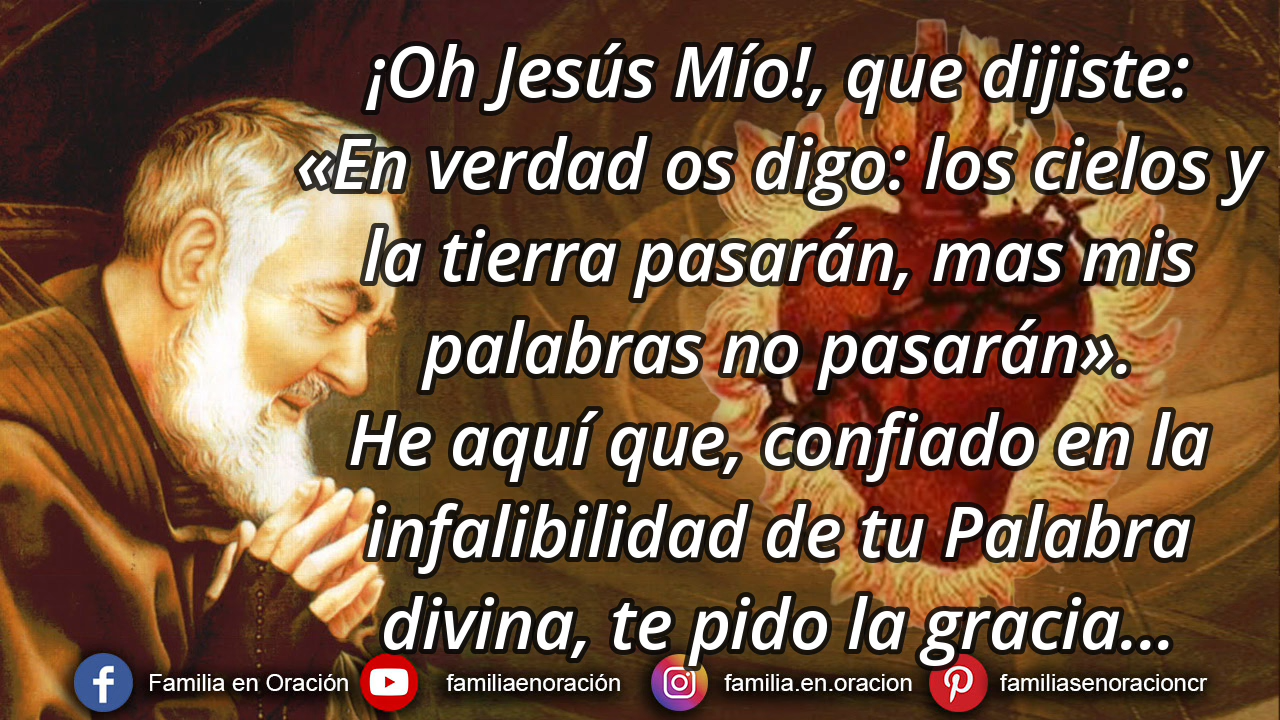 ¡Oh Jesús Mío!, que dijiste:
«En verdad os digo: los cielos y
la tierra pasarán, mas mis
palabras no pasarán».
He aquí que, confiado en la
infalibilidad de tu Palabra
divina, te pido la gracia...
Familia en Oración familiaenoración familia.en.oracion familiasenoracioncr